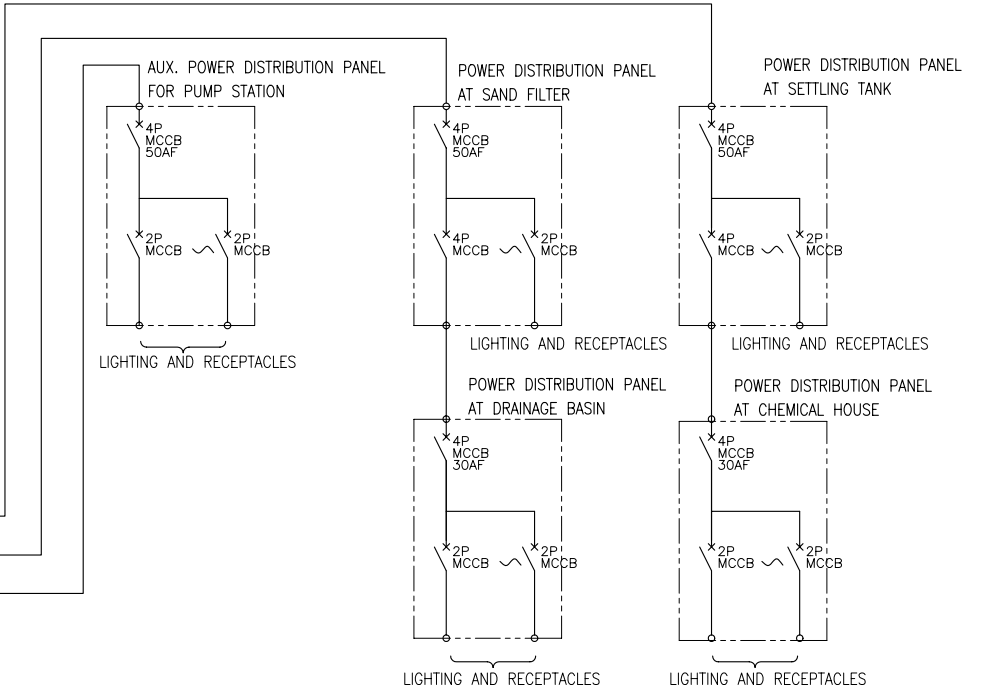 AUX. POWER DISTRIBUTION PANEL
FOR PUMP STATION
4P
MCCB
50AF
2P
MCCB
2P
MCCB
LIGHTING AND RECEPTACLES
POWER DISTRIBUTION PANEL
AT SAND FILTER
4P
MCCB
50AF
4P
MCCB
2P
MCCB
LIGHTING AND RECEPTACLES
POWER DISTRIBUTION PANEL
AT SETTLING TANK
4P
MCCB
50AF
4P
MCCB
2P
MCCB
LIGHTING AND RECEPTACLES
POWER DISTRIBUTION PANEL
AT DRAINAGE BASIN
4P
MCCB
30AF
2P
MCCB
2P
MCCB
LIGHTING AND RECEPTACLES
POWER DISTRIBUTION PANEL
AT CHEMICAL HOUSE
4P
MCCB
30AF
2P
MCCB
2P
MCCB
LIGHTING AND RECEPTACLES